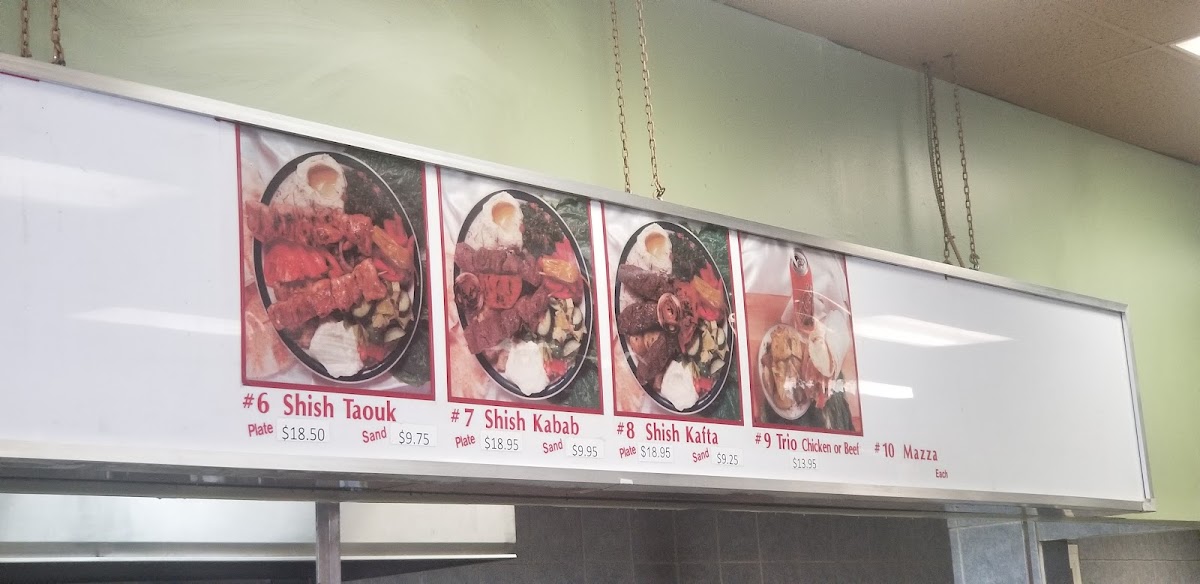 #6 Shish Taouk
Plate $18.50 Sand $9.75
#7 Shish Kabab
Plate $18.95 Sand $9.95
#8 Shish Kafta
Plate $18.95 Sand $9.25
#9 Trio Chicken or Beef
$13.95
#10 Mazza
Each